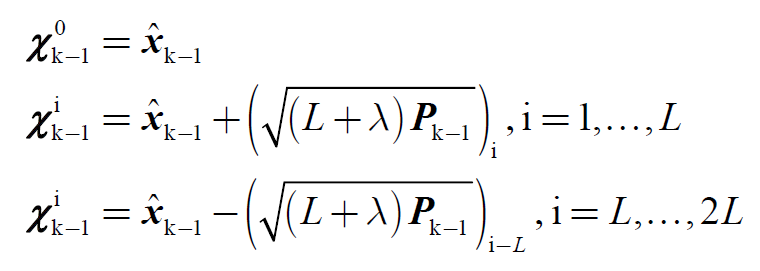 χ⁰ₖ₋₁ = x̂ₖ₋₁
χⁱₖ₋₁ = x̂ₖ₋₁ + (√((L + λ) Pₖ₋₁))ᵢ , i = 1,…, L
χⁱₖ₋₁ = x̂ₖ₋₁ − (√((L + λ) Pₖ₋₁))ᵢ₋L , i = L,…, 2L